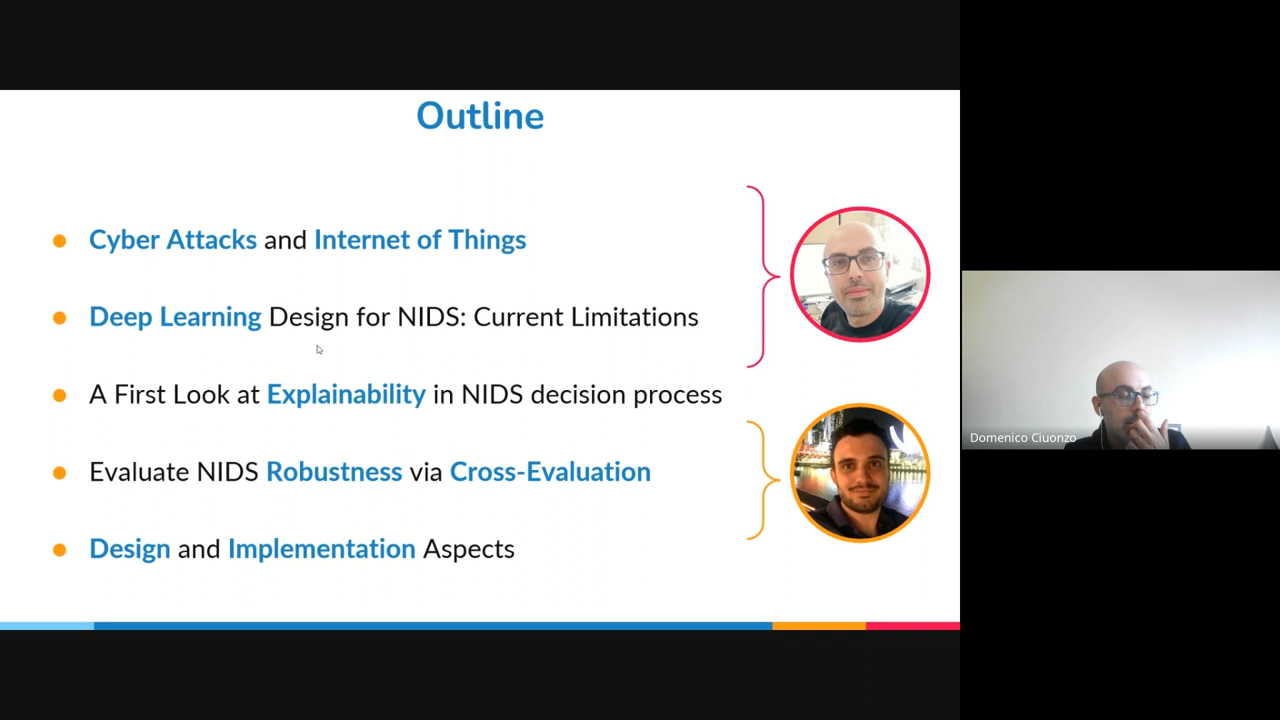 Outline
Cyber Attacks and Internet of Things
Deep Learning Design for NIDS: Current Limitations
A First Look at Explainability in NIDS decision process
Evaluate NIDS Robustness via Cross-Evaluation
Design and Implementation Aspects
Domenico Ciuonzo